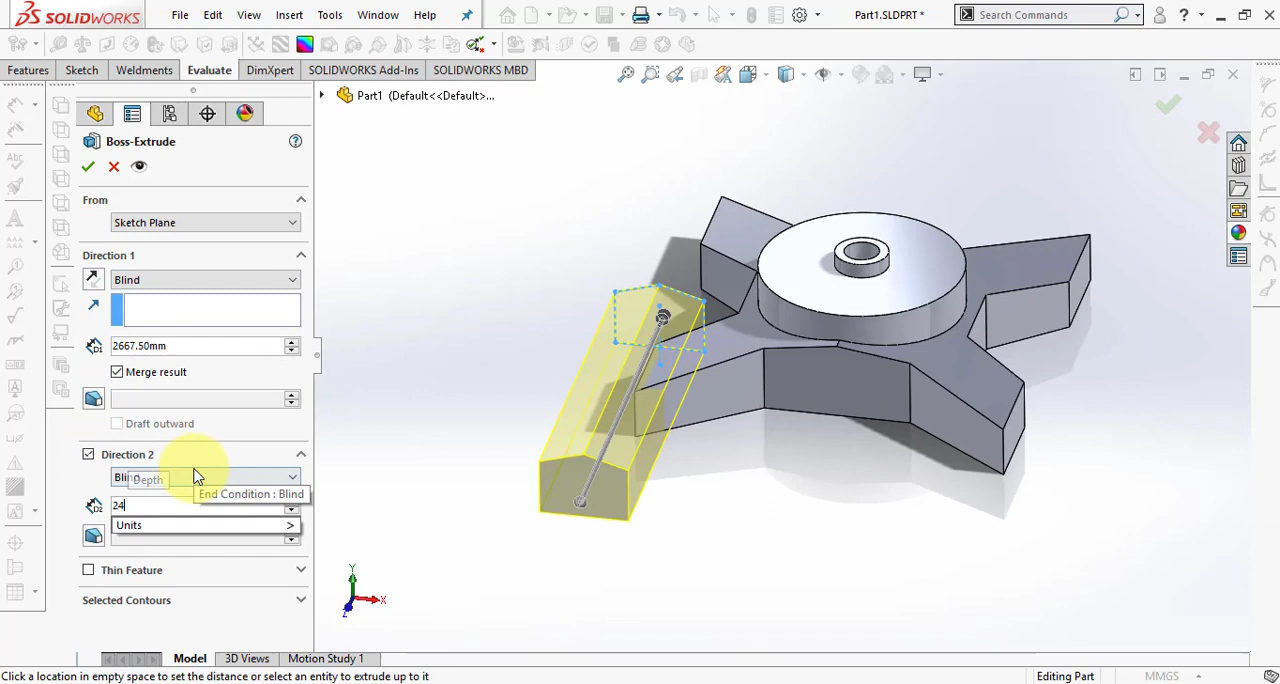 SOLIDWORKS
File Edit View Insert Tools Window Help
Part1.SLDPRT *
Search Commands
Features Sketch Weldments Evaluate DimXpert SOLIDWORKS Add-Ins SOLIDWORKS MBD
Part1 (Default<<Default>...
Boss-Extrude
From
Sketch Plane
Direction 1
Blind
2667.50mm
Merge result
Draft outward
Direction 2
Blind
Depth
End Condition : Blind
24
Units >
Thin Feature
Selected Contours
Y
X
Z
Model 3D Views Motion Study 1
Click a location in empty space to set the distance or select an entity to extrude up to it
Editing Part
MMGS